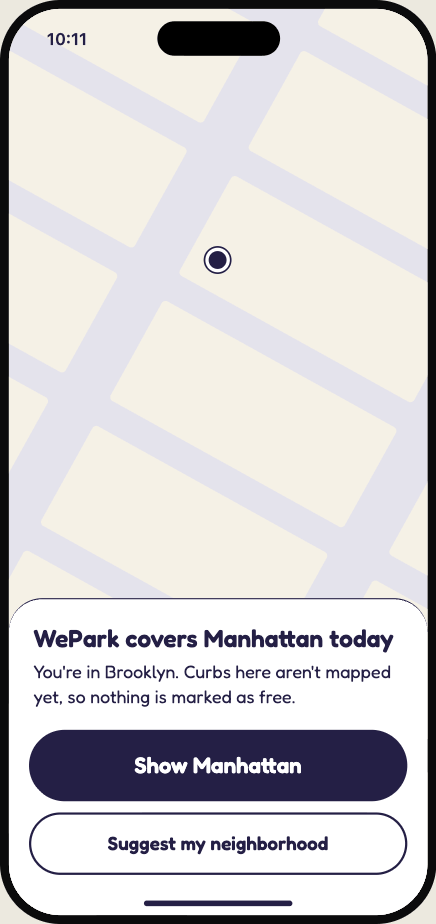 10:11
WePark covers Manhattan today
You're in Brooklyn. Curbs here aren't mapped
yet, so nothing is marked as free.
Show Manhattan
Suggest my neighborhood